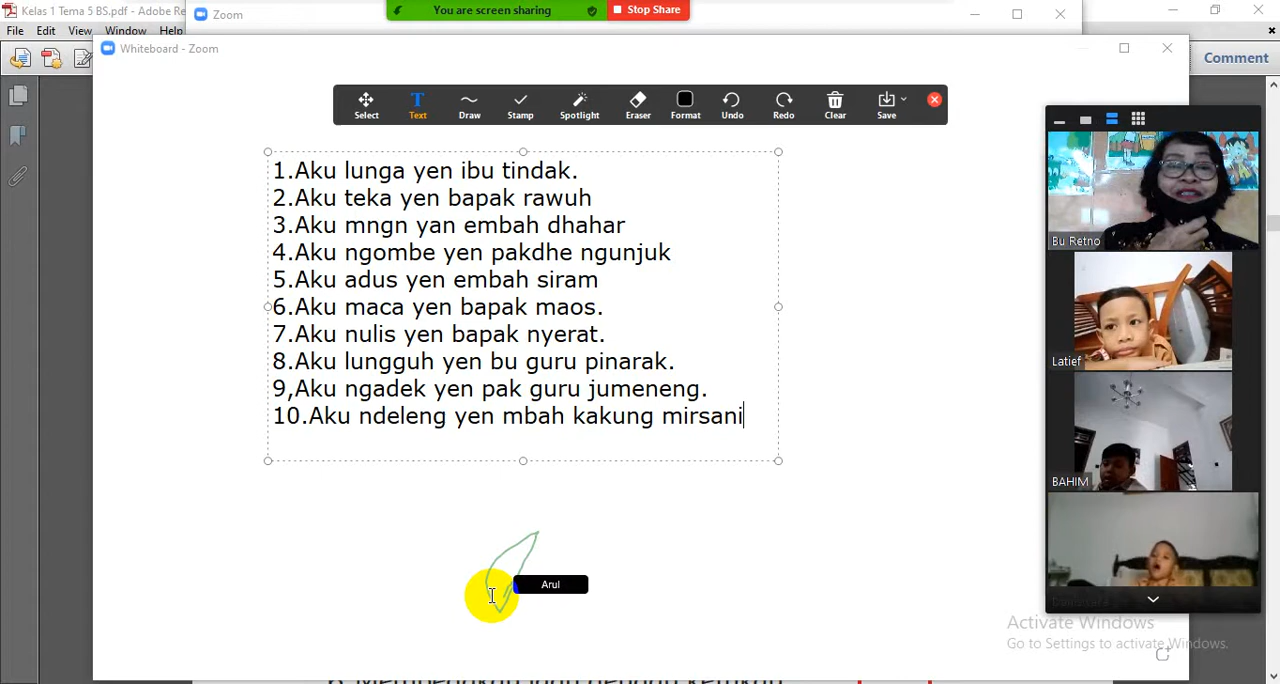 Kelas 1 Tema 5 BS.pdf - Adobe Re
Zoom
You are screen sharing
Stop Share
File Edit View Window Help
Whiteboard - Zoom
Comment
Select Text Draw Stamp Spotlight Eraser Format Undo Redo Clear Save
1.Aku lunga yen ibu tindak.
2.Aku teka yen bapak rawuh
3.Aku mngn yan embah dhahar
4.Aku ngombe yen pakdhe ngunjuk
5.Aku adus yen embah siram
6.Aku maca yen bapak maos.
7.Aku nulis yen bapak nyerat.
8.Aku lungguh yen bu guru pinarak.
9,Aku ngadek yen pak guru jumeneng.
10.Aku ndeleng yen mbah kakung mirsani
Bu Retno
Latief
BAHIM
Arul
Activate Windows
Go to Settings to activate Windows.